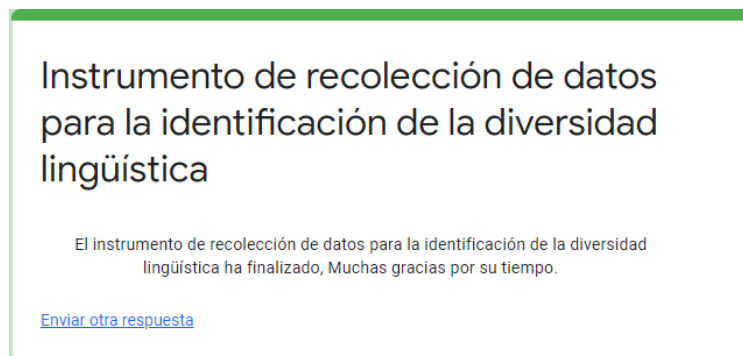 Instrumento de recolección de datos
para la identificación de la diversidad
lingüística
El instrumento de recolección de datos para la identificación de la diversidad
lingüística ha finalizado, Muchas gracias por su tiempo.
Enviar otra respuesta